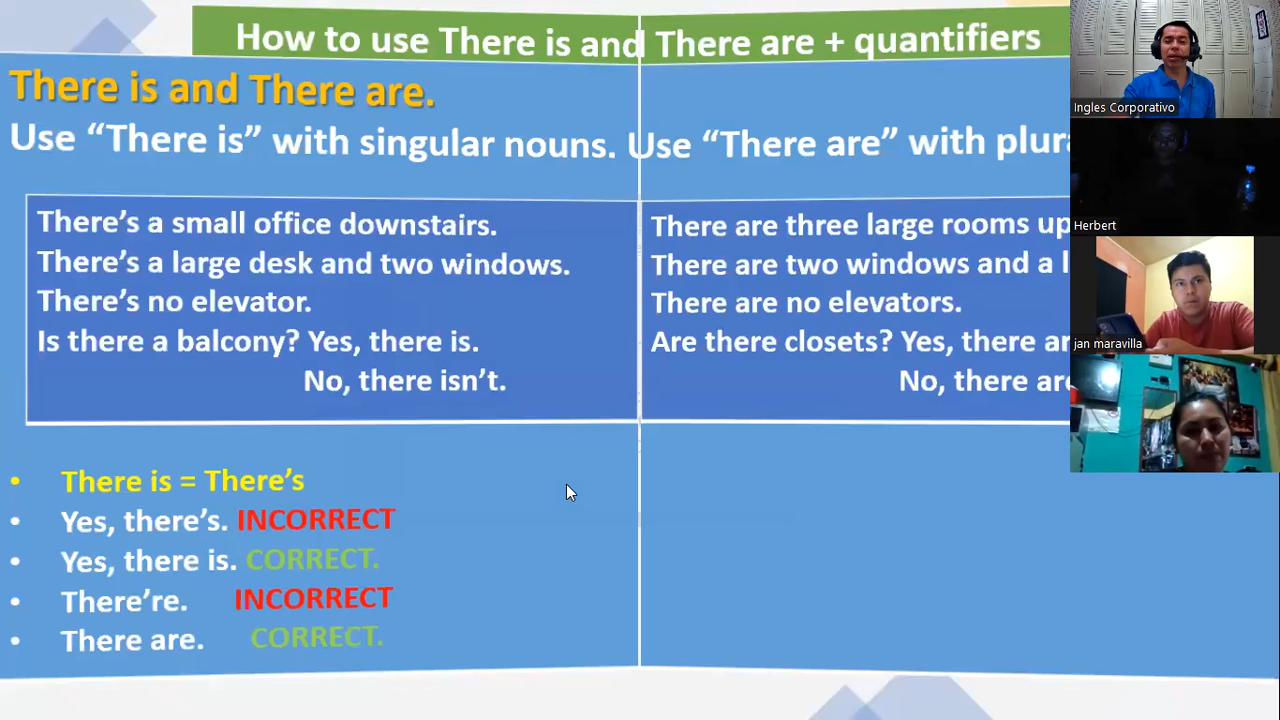 How to use There is and There are + quantifiers
There is and There are.
Use “There is” with singular nouns. Use “There are” with
There’s a small office downstairs.
There’s a large desk and two windows.
There’s no elevator.
Is there a balcony? Yes, there is.
No, there isn’t.
There are three large rooms
There are two windows and a
There are no elevators.
Are there closets? Yes, there
No, there
• There is = There’s
• Yes, there’s. INCORRECT
• Yes, there is. CORRECT.
• There’re. INCORRECT
• There are. CORRECT.
Ingles Corporativo
Herbert
jan maravilla